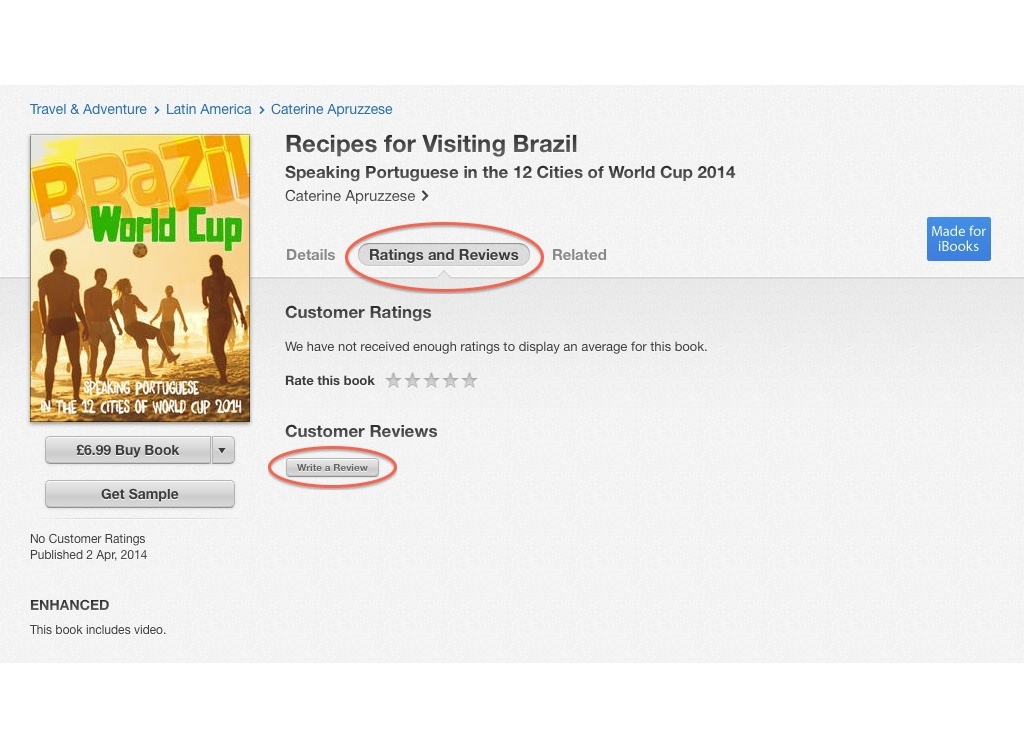 Travel & Adventure > Latin America > Caterine Apruzzese
Brazil
World Cup
SPEAKING PORTUGUESE
IN THE 12 CITIES OF WORLD CUP 2014
Recipes for Visiting Brazil
Speaking Portuguese in the 12 Cities of World Cup 2014
Caterine Apruzzese >
Details Ratings and Reviews Related
Made for
iBooks
Customer Ratings
We have not received enough ratings to display an average for this book.
Rate this book
Customer Reviews
Write a Review
£6.99 Buy Book
Get Sample
No Customer Ratings
Published 2 Apr, 2014
ENHANCED
This book includes video.